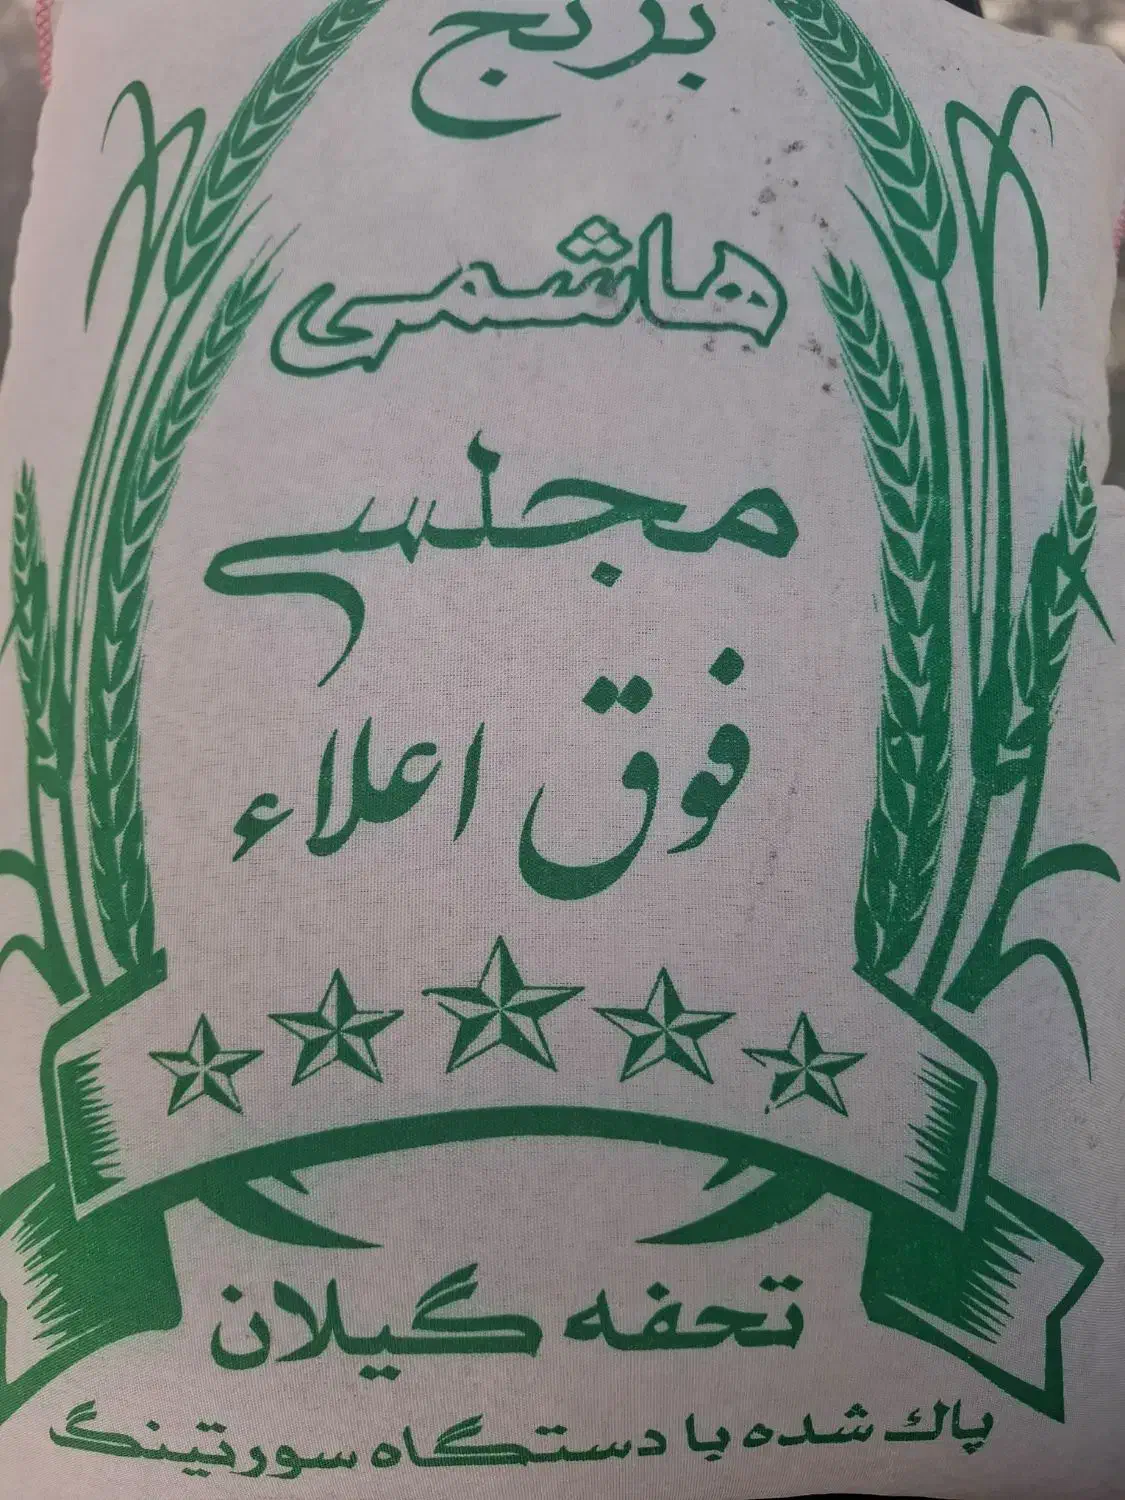 برنج
هاشمی
مجلسی
فوق اعلاء
تحفه گیلان
پاک شده با دستگاه سورتینگ